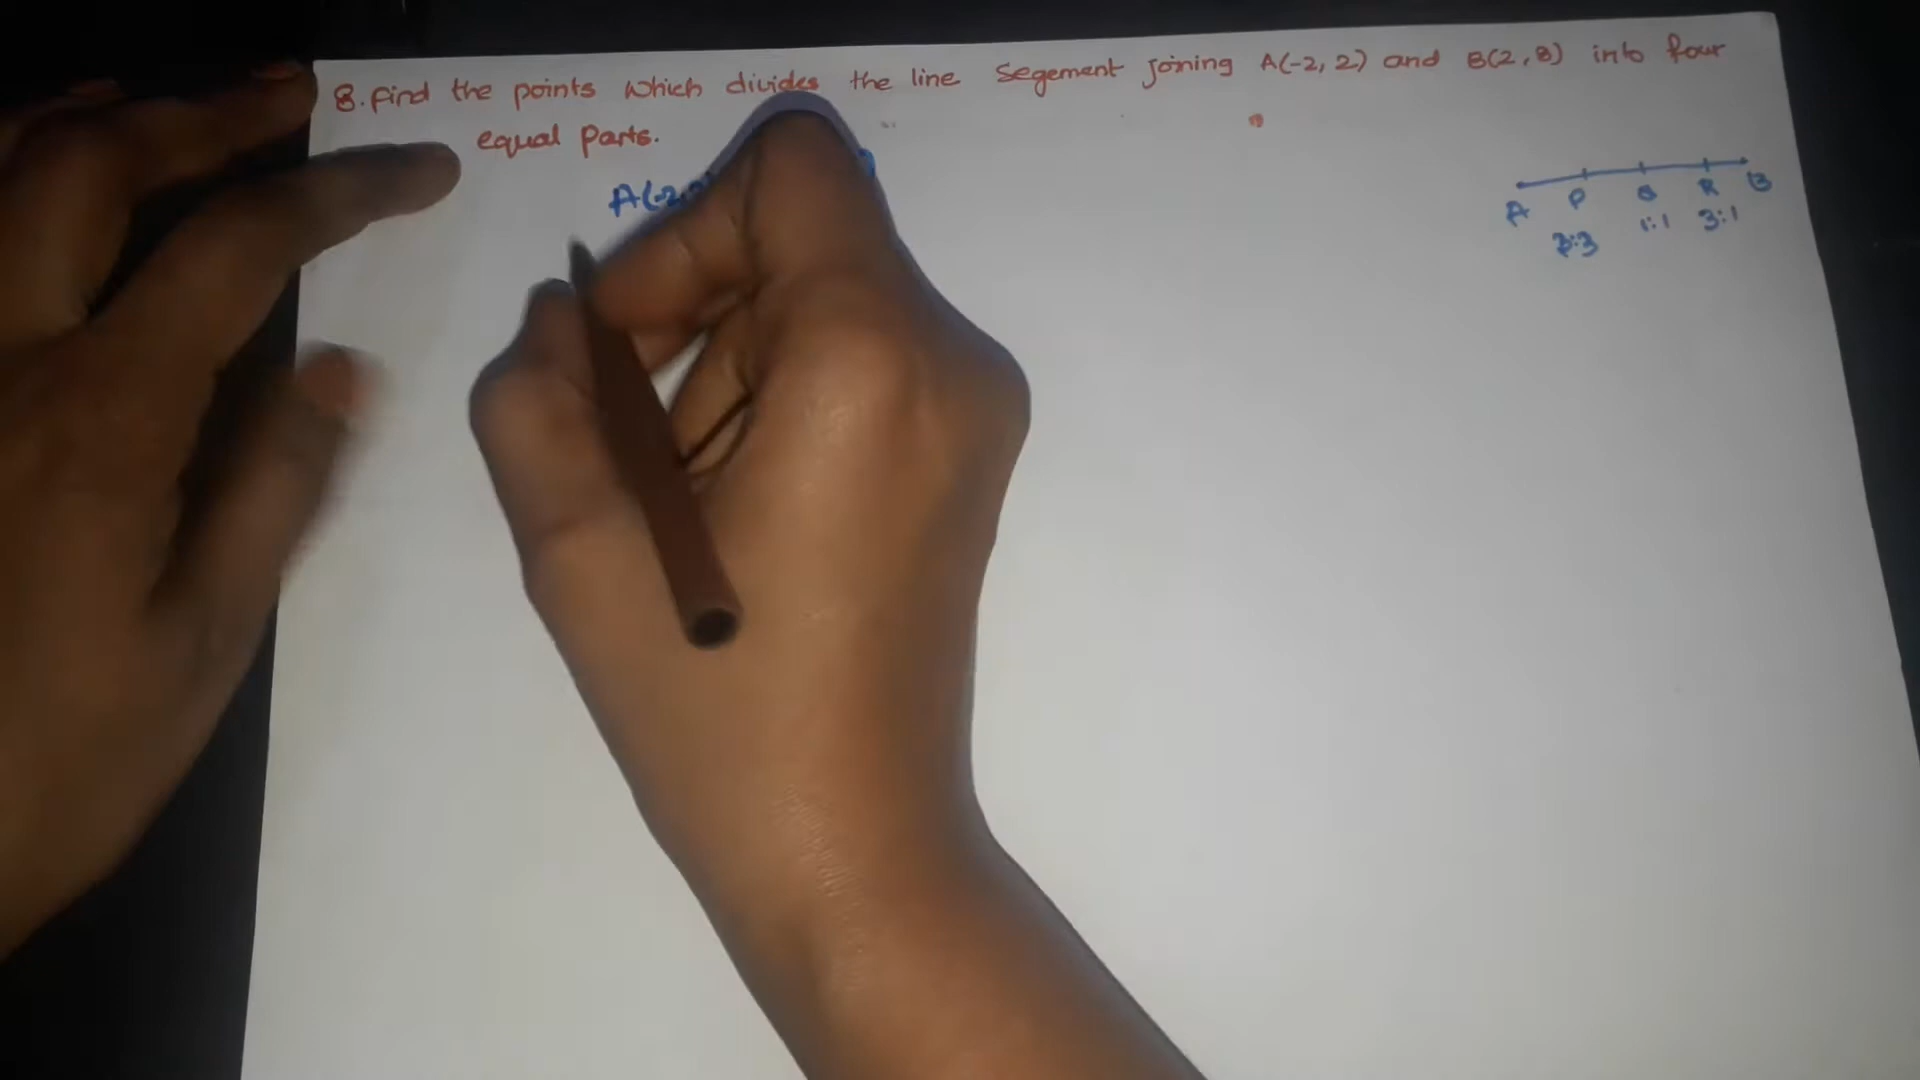 8. Find the points which divides the line Segement joining A(-2, 2) and B(2, 8) into four
equal Parts.
A(-2,
A P Q R B
1:1 3:1